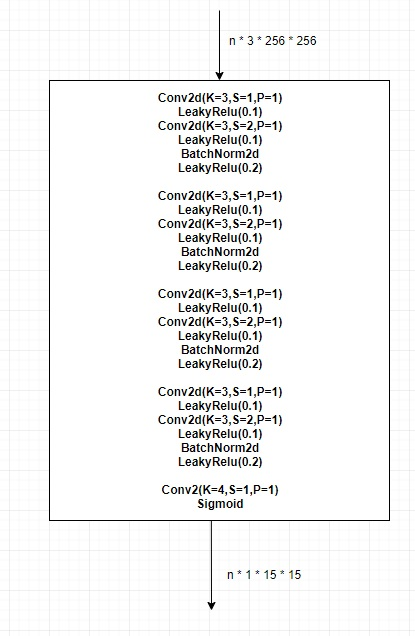 n * 3 * 256 * 256
Conv2d(K=3,S=1,P=1)
LeakyRelu(0.1)
Conv2d(K=3,S=2,P=1)
LeakyRelu(0.1)
BatchNorm2d
LeakyRelu(0.2)
Conv2d(K=3,S=1,P=1)
LeakyRelu(0.1)
Conv2d(K=3,S=2,P=1)
LeakyRelu(0.1)
BatchNorm2d
LeakyRelu(0.2)
Conv2d(K=3,S=1,P=1)
LeakyRelu(0.1)
Conv2d(K=3,S=2,P=1)
LeakyRelu(0.1)
BatchNorm2d
LeakyRelu(0.2)
Conv2d(K=3,S=1,P=1)
LeakyRelu(0.1)
Conv2d(K=3,S=2,P=1)
LeakyRelu(0.1)
BatchNorm2d
LeakyRelu(0.2)
Conv2(K=4,S=1,P=1)
Sigmoid
n * 1 * 15 * 15